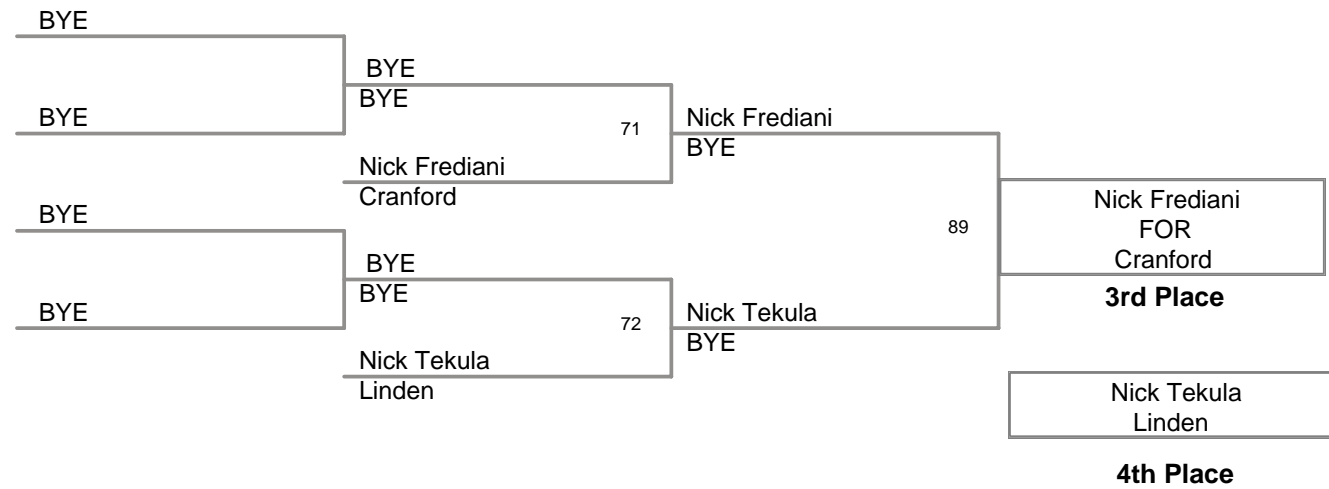 BYE
BYE
BYE
BYE
71
Nick Frediani
BYE
Nick Frediani
Cranford
BYE
89
Nick Frediani
FOR
Cranford
3rd Place
BYE
BYE
BYE
72
Nick Tekula
BYE
Nick Tekula
Linden
Nick Tekula
Linden
4th Place